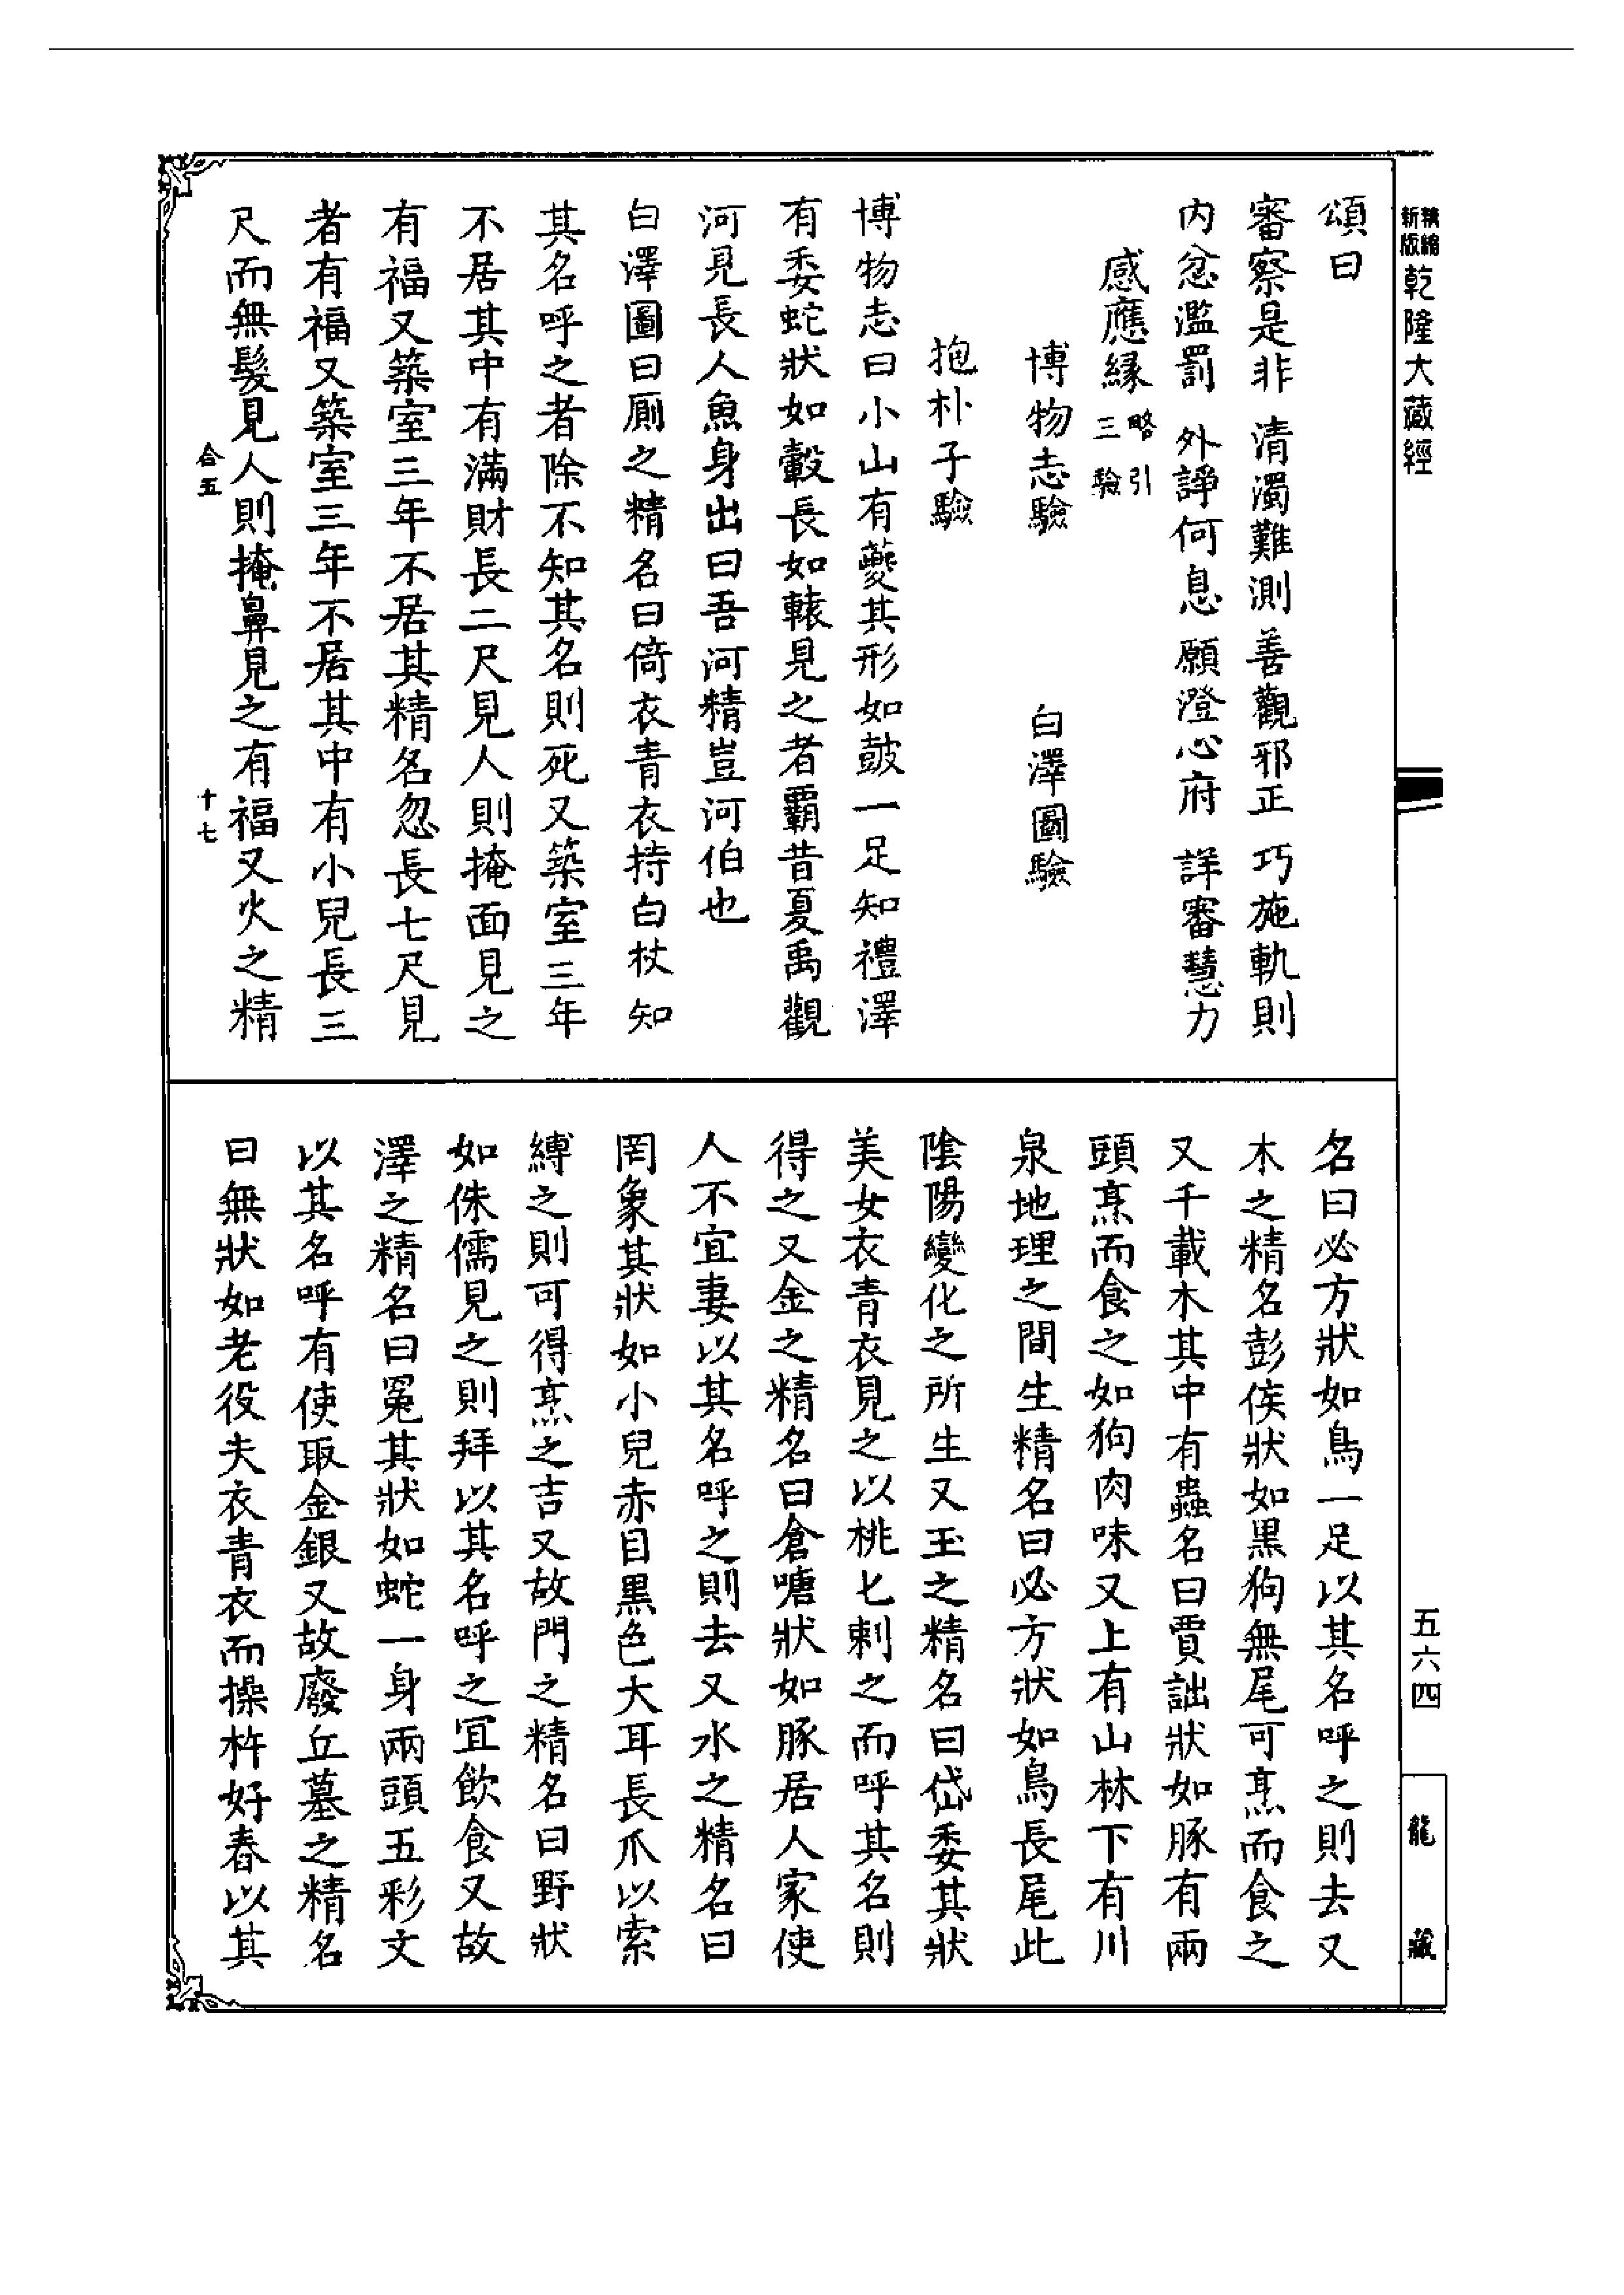 新編縮版乾隆大藏經
頌曰
審察是非　清濁難測　善觀邪正　巧施軌則
內忿濫罰　外諍何息　願澄心府　詳審慧力
感應緣略引三驗
博物志驗　白澤圖驗
抱朴子驗
博物志曰小山有夔其形如皷一足知禮澤
有委蛇狀如轂長如轅見之者霸昔夏禹觀
河見長人魚身出曰吾河精豈河伯也
白澤圖曰廁之精名曰倚衣青衣持白杖知
其名呼之者除不知其名則死又築室三年
不居其中有滿財長二尺見人則掩面見之
有福又築室三年不居其精名忽長七尺見
者有福又築室三年不居其中有小兒長三
尺而無髮見人則掩鼻見之有福又火之精
合五　十七
名曰必方狀如鳥一足以其名呼之則去又
木之精名彭侯狀如黑狗無尾可烹而食之
又千載木其中有蟲名曰賈詘狀如豚有兩
頭烹而食之如狗肉味又上有山林下有川
泉地理之間生精名曰必方狀如鳥長尾此
陰陽變化之所生又玉之精名曰岱委其狀
美女衣青衣見之以桃匕刺之而呼其名則
得之又金之精名曰倉㗧狀如豚居人家使
人不宜妻以其名呼之則去又水之精名曰
罔象其狀如小兒赤目黑色大耳長爪以索
縛之則可得烹之吉又故門之精名曰野狀
如侏儒見之則拜以其名呼之宜飲食又故
澤之精名曰冤其狀如蛇一身兩頭五彩文
以其名呼有使取金銀又故廢丘墓之精名
曰無狀如老役夫衣青衣而操杵好舂以其
五六四
龍藏